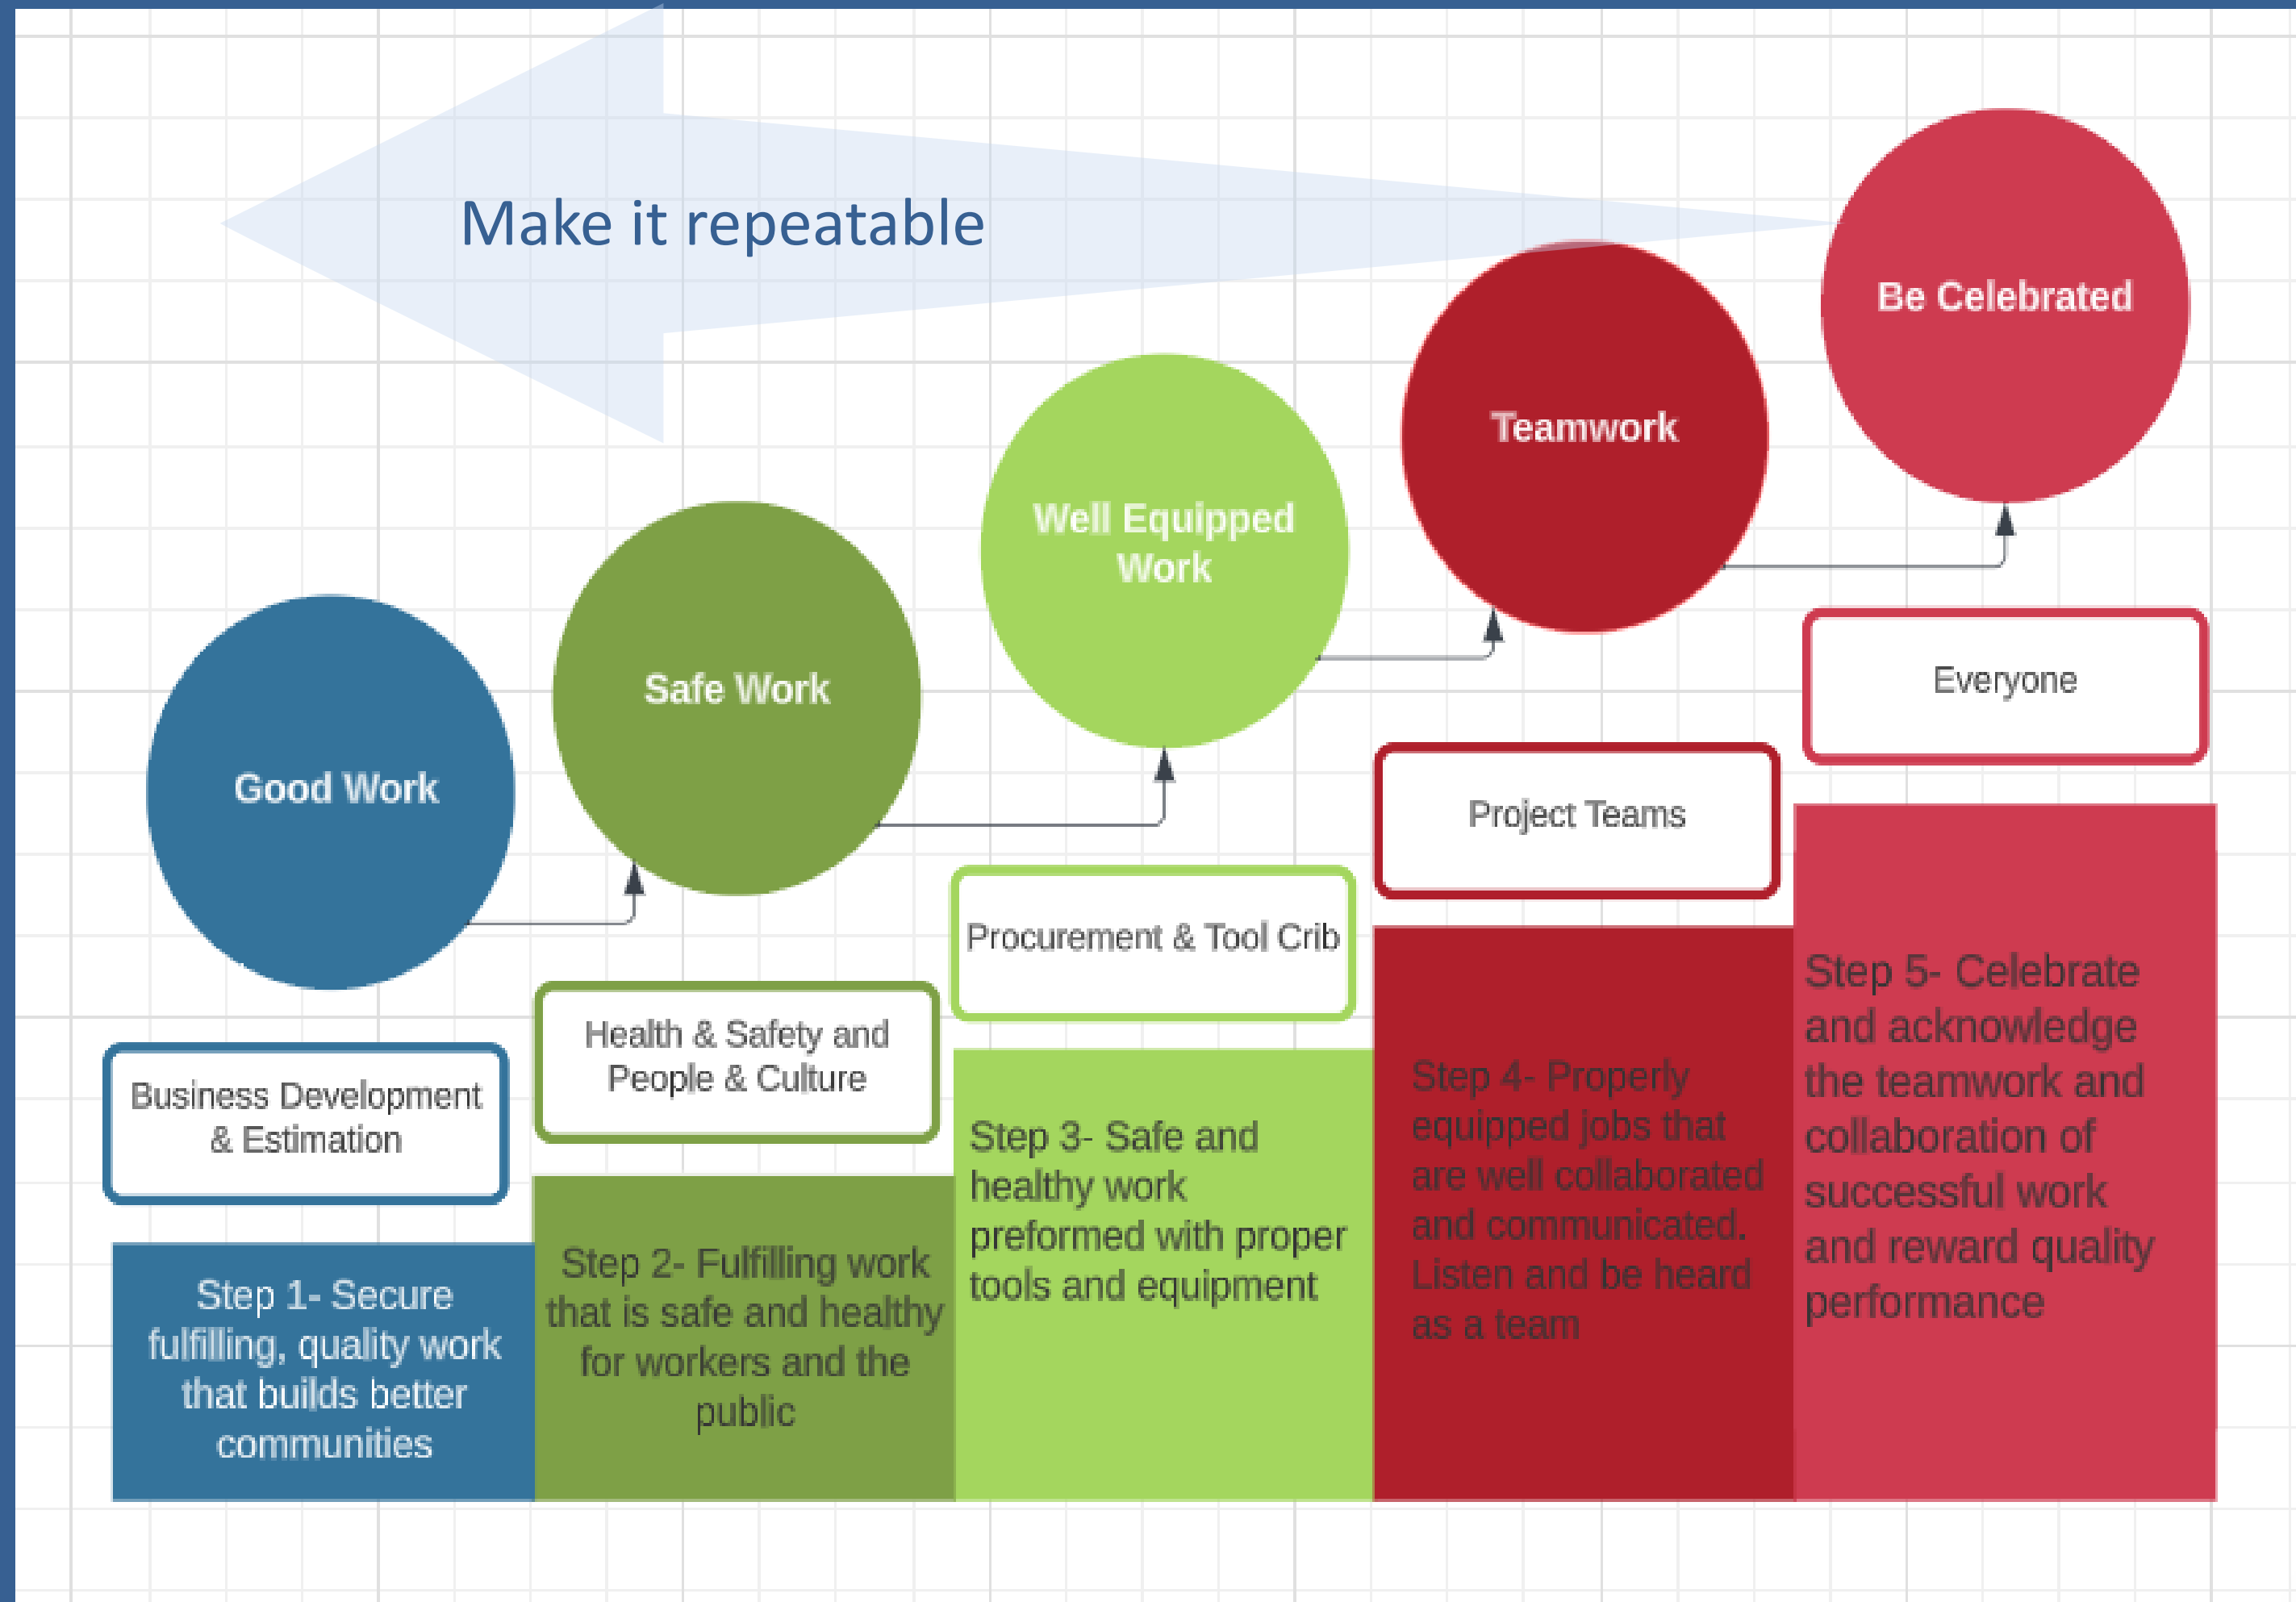 Make it repeatable
Good Work
Business Development
& Estimation
Step 1- Secure
fulfilling, quality work
that builds better
communities
Safe Work
Health & Safety and
People & Culture
Step 2- Fulfilling work
that is safe and healthy
for workers and the
public
Well Equipped
Work
Procurement & Tool Crib
Step 3- Safe and
healthy work
preformed with proper
tools and equipment
Teamwork
Project Teams
Step 4- Properly
equipped jobs that
are well collaborated
and communicated.
Listen and be heard
as a team
Be Celebrated
Everyone
Step 5- Celebrate
and acknowledge
the teamwork and
collaboration of
successful work
and reward quality
performance